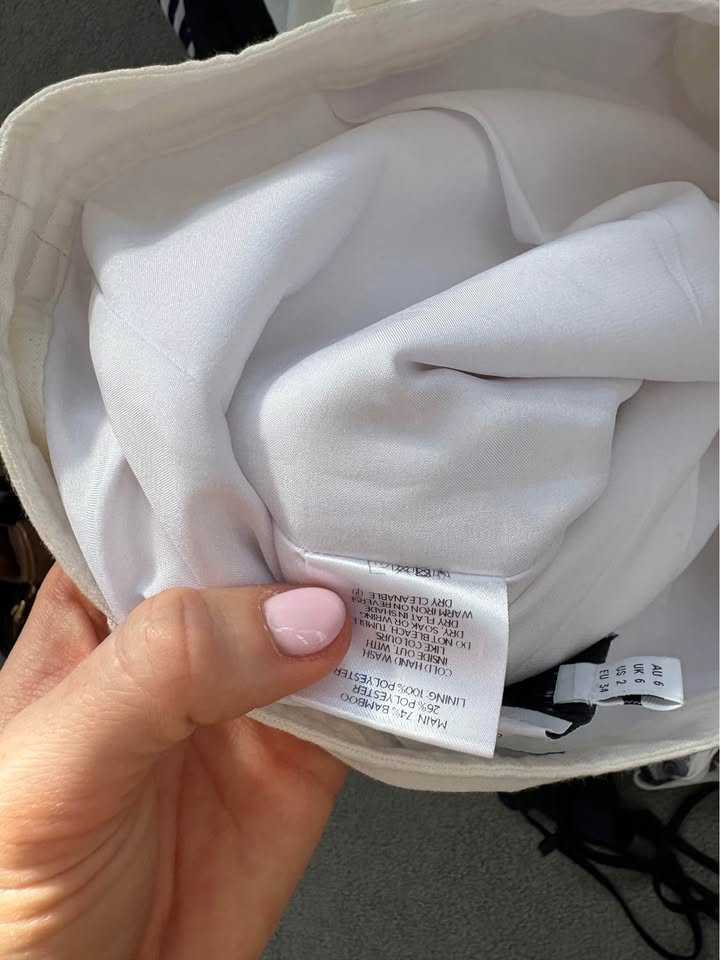 MAIN 74% BAMBOO
26% POLYESTER
LINING: 100% POLYESTER
COLD HAND WASH
INSIDE OUT WITH
LIKE COLOURS
DO NOT BLEACH, TUMBL
DRY, SOAK OR WRING
DRY FLAT IN SHADE
WARM IRON ON REVERSE
DRY CLEANABLE (P)
AU 6
UK 6
US 2
EU 34